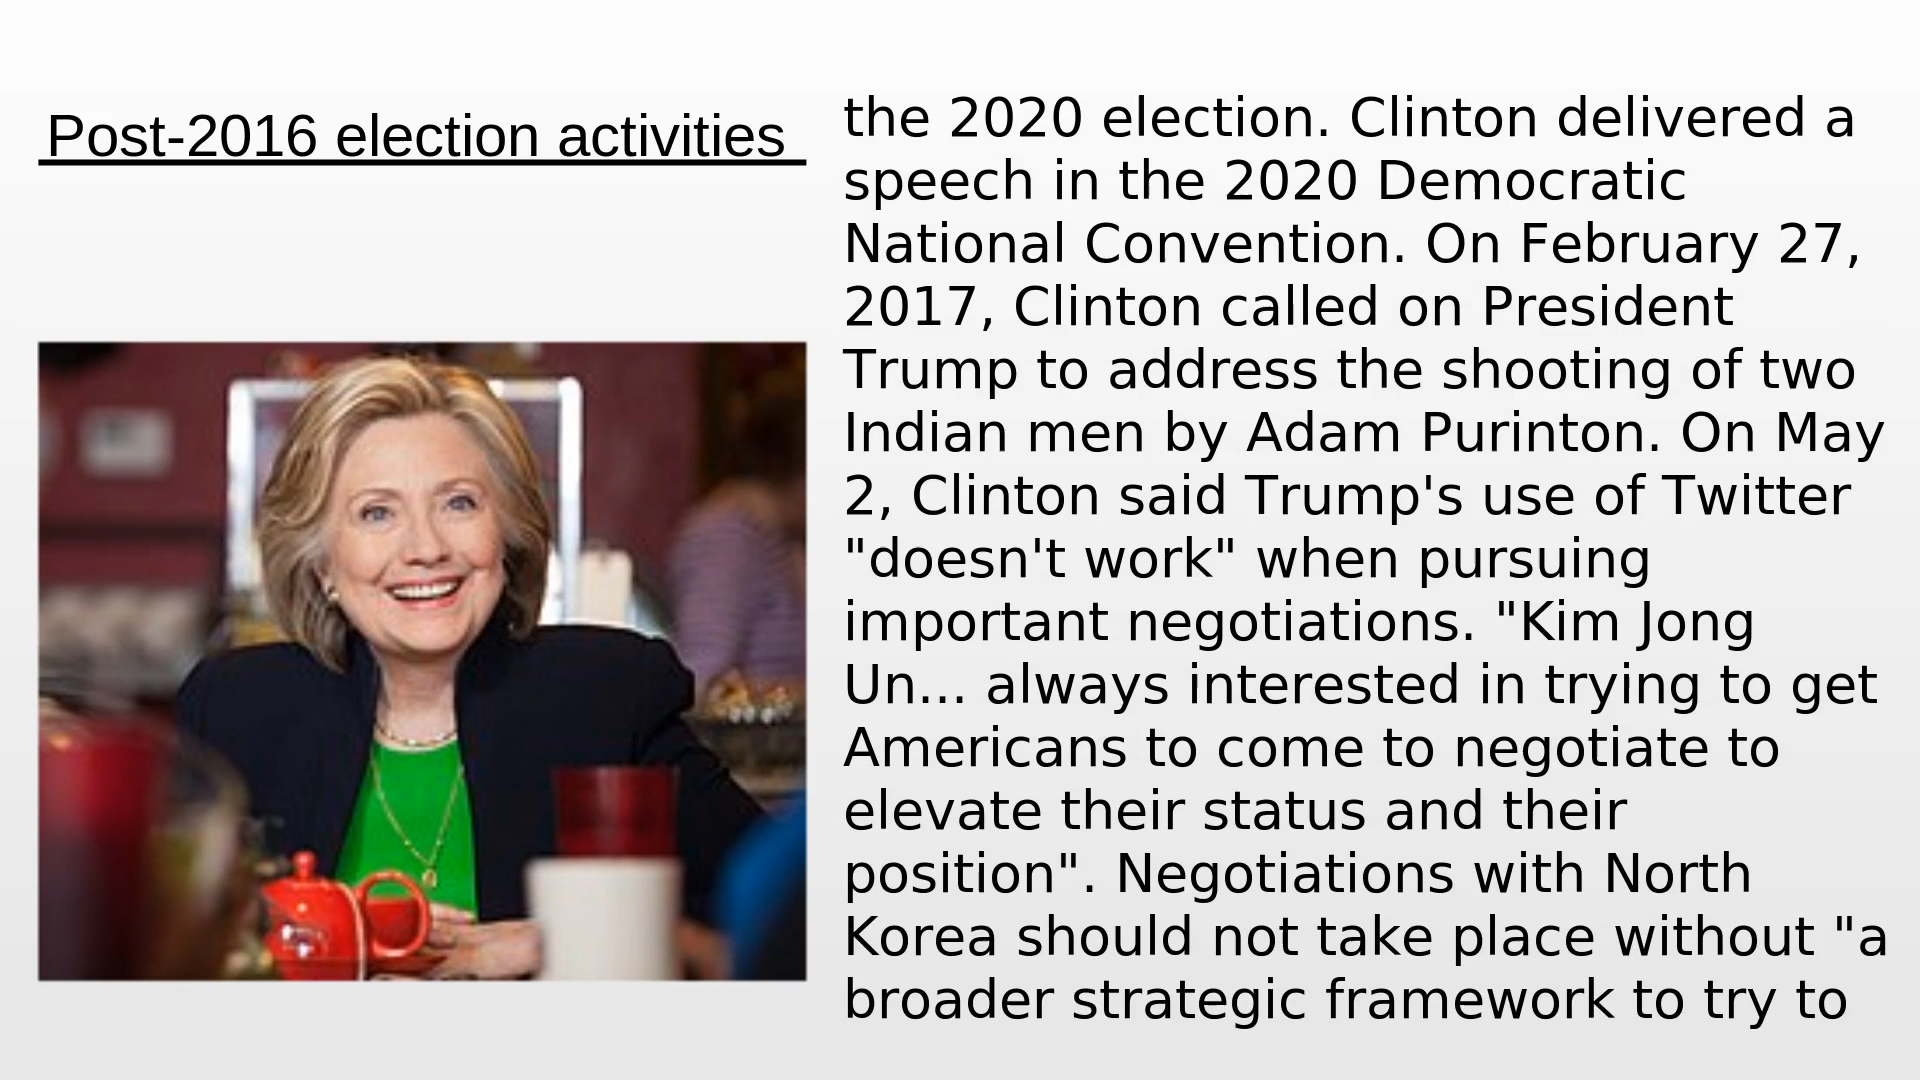 Post-2016 election activities
the 2020 election. Clinton delivered a
speech in the 2020 Democratic
National Convention. On February 27,
2017, Clinton called on President
Trump to address the shooting of two
Indian men by Adam Purinton. On May
2, Clinton said Trump's use of Twitter
"doesn't work" when pursuing
important negotiations. "Kim Jong
Un... always interested in trying to get
Americans to come to negotiate to
elevate their status and their
position". Negotiations with North
Korea should not take place without "a
broader strategic framework to try to